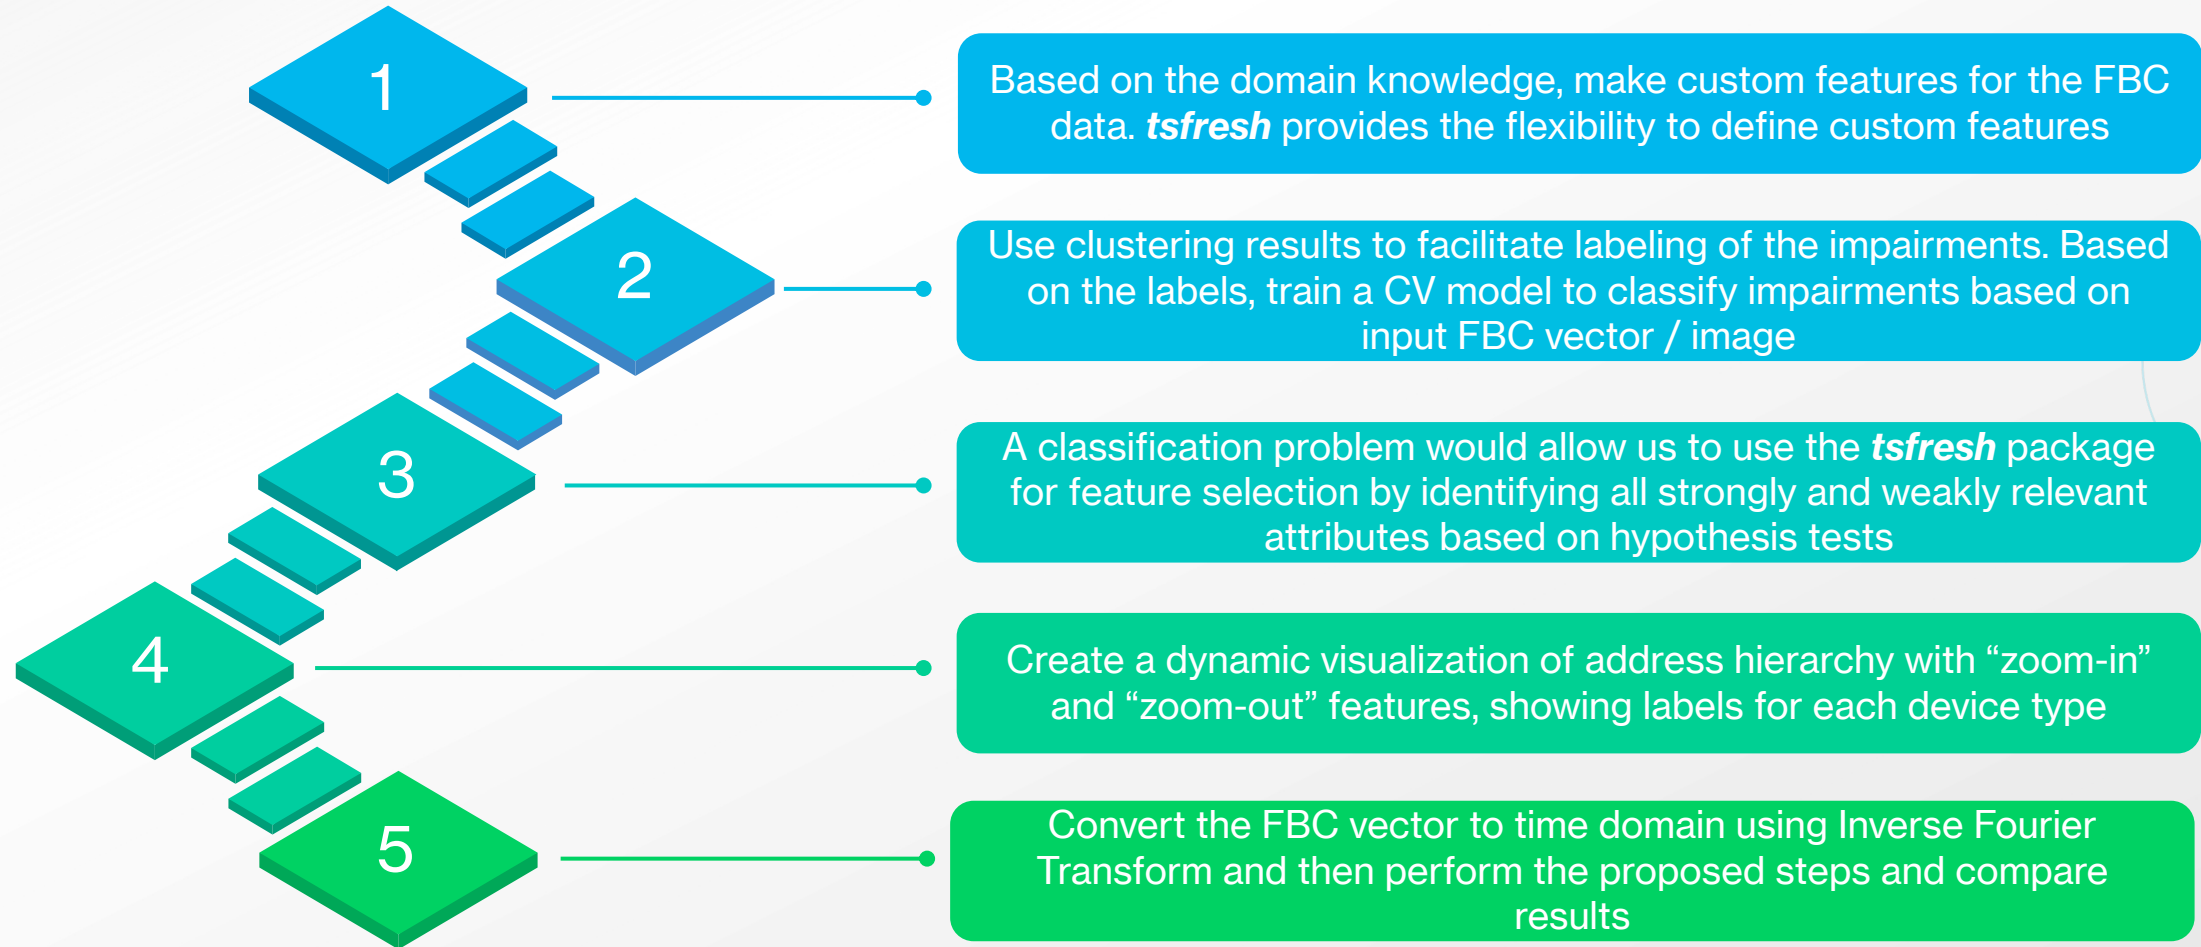 1
Based on the domain knowledge, make custom features for the FBC
data. tsfresh provides the flexibility to define custom features
2
Use clustering results to facilitate labeling of the impairments. Based
on the labels, train a CV model to classify impairments based on
input FBC vector / image
3
A classification problem would allow us to use the tsfresh package
for feature selection by identifying all strongly and weakly relevant
attributes based on hypothesis tests
4
Create a dynamic visualization of address hierarchy with “zoom-in”
and “zoom-out” features, showing labels for each device type
5
Convert the FBC vector to time domain using Inverse Fourier
Transform and then perform the proposed steps and compare
results